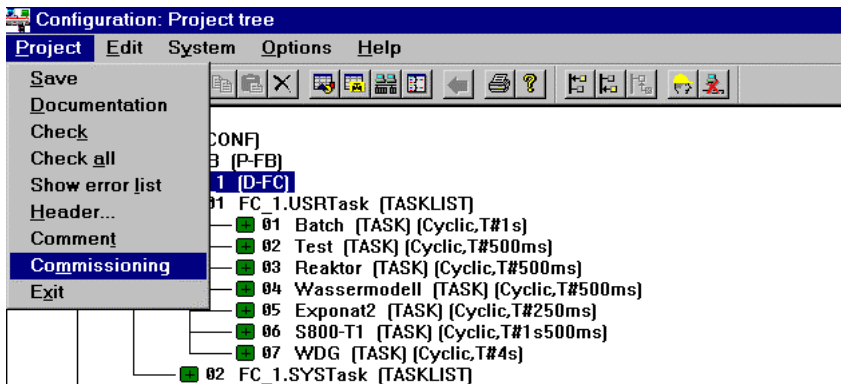 Configuration: Project tree
Project Edit System Options Help
Save
Documentation
Check
Check all
Show error list
Header...
Comment
Commissioning
Exit
CONF)
B (P-FB)
_1 (D-FC)
01 FC_1.USRTask (TASKLIST)
01 Batch (TASK) (Cyclic,T#1s)
02 Test (TASK) (Cyclic,T#500ms)
03 Reaktor (TASK) (Cyclic,T#500ms)
04 Wassermodell (TASK) (Cyclic,T#500ms)
05 Exponat2 (TASK) (Cyclic,T#250ms)
06 S800-T1 (TASK) (Cyclic,T#1s500ms)
07 WDG (TASK) (Cyclic,T#4s)
02 FC_1.SYSTask (TASKLIST)